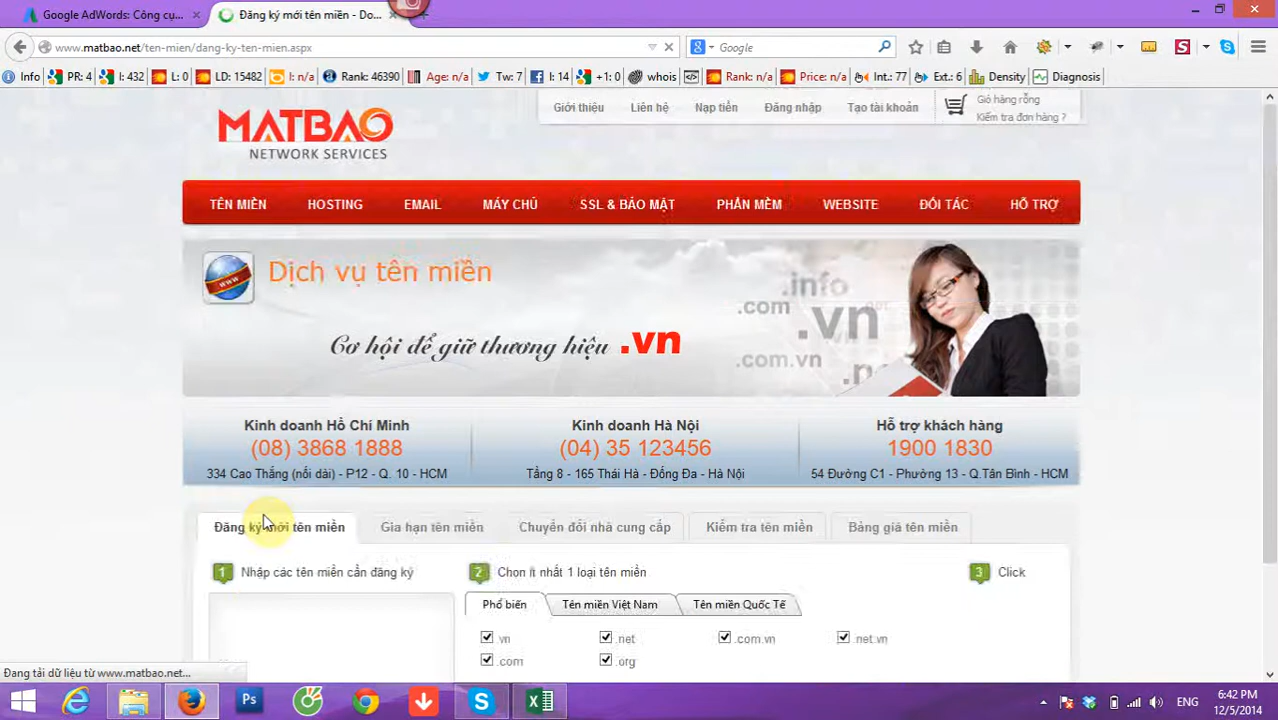 Google AdWords: Công cụ...
Đăng ký mới tên miền - Do...
www.matbao.net/ten-mien/dang-ky-ten-mien.aspx
Google
Info
PR: 4
I: 432
L: 0
LD: 15482
I: n/a
Rank: 46390
Age: n/a
Tw: 7
I: 14
+1: 0
whois
Rank: n/a
Price: n/a
Int.: 77
Ext.: 6
Density
Diagnosis
Giới thiệu
Liên hệ
Nạp tiền
Đăng nhập
Tạo tài khoản
Giỏ hàng rỗng
Kiểm tra đơn hàng ?
MATBAO
NETWORK SERVICES
TÊN MIỀN
HOSTING
EMAIL
MÁY CHỦ
SSL & BẢO MẬT
PHẦN MỀM
WEBSITE
ĐỐI TÁC
HỖ TRỢ
Dịch vụ tên miền
Cơ hội để giữ thương hiệu .vn
.info
.com
.vn
.com.vn
Kinh doanh Hồ Chí Minh
(08) 3868 1888
334 Cao Thắng (nối dài) - P12 - Q. 10 - HCM
Kinh doanh Hà Nội
(04) 35 123456
Tầng 8 - 165 Thái Hà - Đống Đa - Hà Nội
Hỗ trợ khách hàng
1900 1830
54 Đường C1 - Phường 13 - Q.Tân Bình - HCM
Đăng ký mới tên miền
Gia hạn tên miền
Chuyển đổi nhà cung cấp
Kiểm tra tên miền
Bảng giá tên miền
1 Nhập các tên miền cần đăng ký
2 Chọn ít nhất 1 loại tên miền
3 Click
Phổ biến
Tên miền Việt Nam
Tên miền Quốc Tế
.vn
.net
.com.vn
.net.vn
.com
.org
Đang tải dữ liệu từ www.matbao.net...
Ps
ENG
6:42 PM
12/5/2014